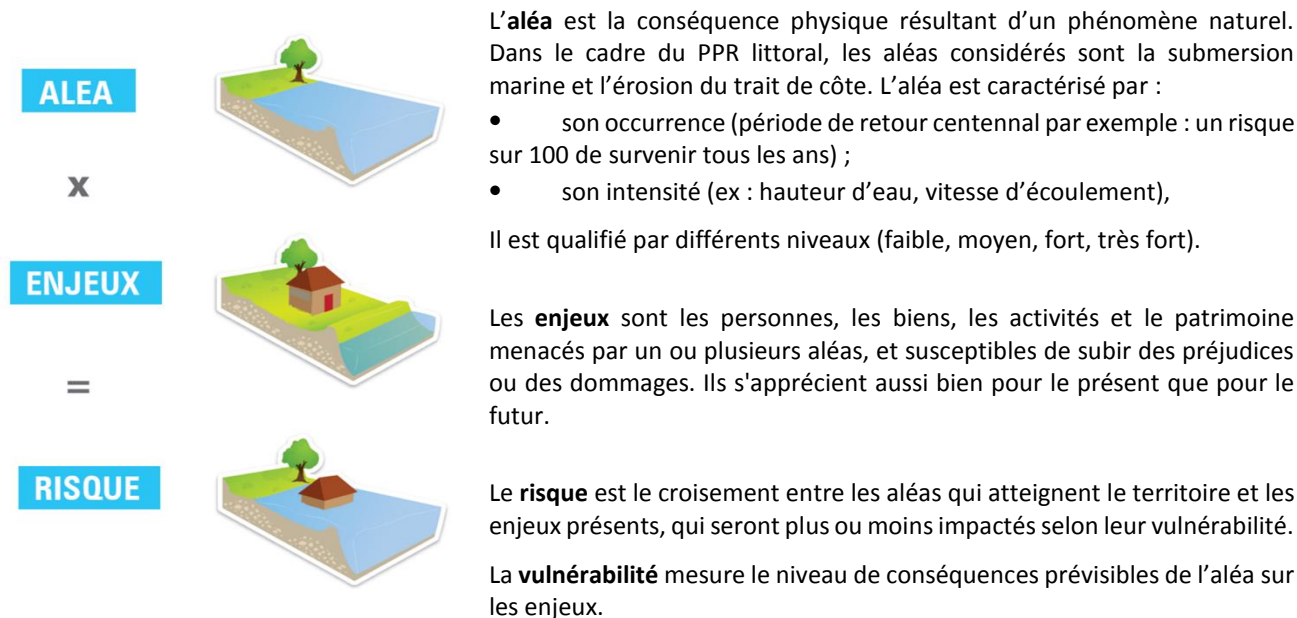 ALEA
x
ENJEUX
=
RISQUE
L’aléa est la conséquence physique résultant d’un phénomène naturel.
Dans le cadre du PPR littoral, les aléas considérés sont la submersion
marine et l’érosion du trait de côte. L’aléa est caractérisé par :
• son occurrence (période de retour centennal par exemple : un risque
sur 100 de survenir tous les ans) ;
• son intensité (ex : hauteur d’eau, vitesse d’écoulement),
Il est qualifié par différents niveaux (faible, moyen, fort, très fort).
Les enjeux sont les personnes, les biens, les activités et le patrimoine
menacés par un ou plusieurs aléas, et susceptibles de subir des préjudices
ou des dommages. Ils s'apprécient aussi bien pour le présent que pour le
futur.
Le risque est le croisement entre les aléas qui atteignent le territoire et les
enjeux présents, qui seront plus ou moins impactés selon leur vulnérabilité.
La vulnérabilité mesure le niveau de conséquences prévisibles de l’aléa sur
les enjeux.